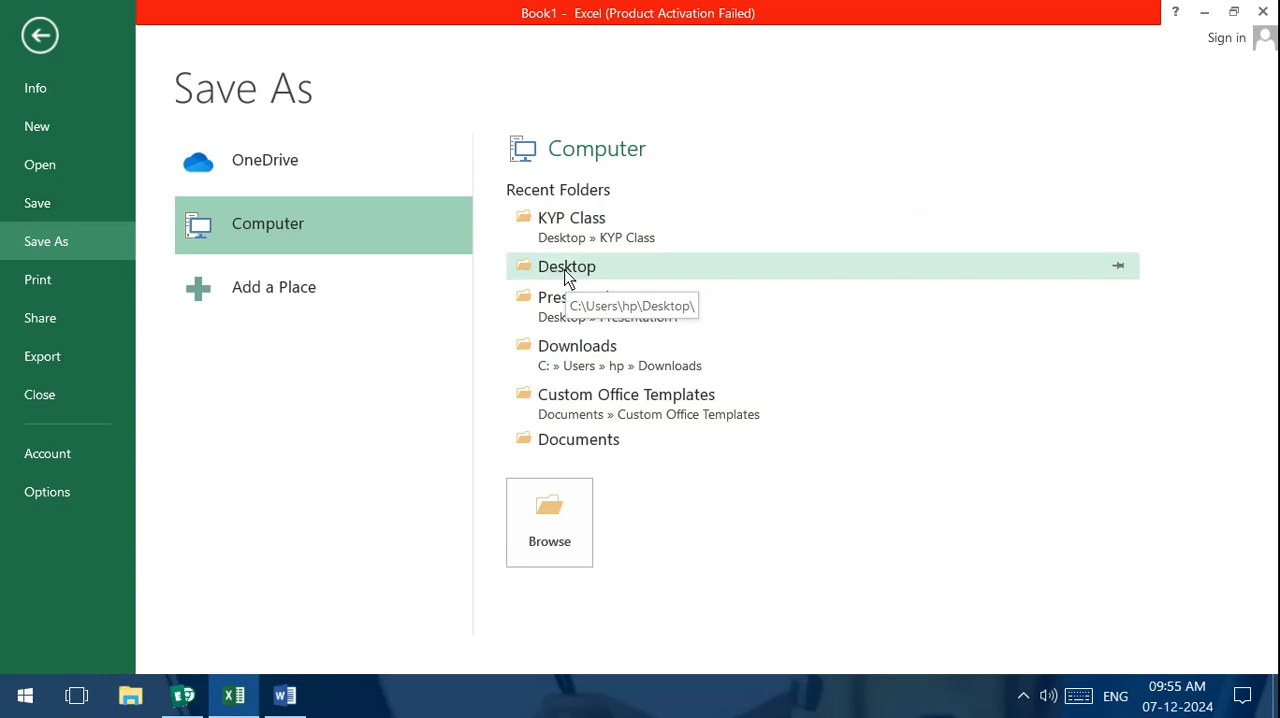 Book1 - Excel (Product Activation Failed)
?
Sign in
Info
New
Open
Save
Save As
Print
Share
Export
Close
Account
Options
Save As
OneDrive
Computer
Add a Place
Computer
Recent Folders
KYP Class
Desktop » KYP Class
Desktop
C:\Users\hp\Desktop\
Downloads
C: » Users » hp » Downloads
Custom Office Templates
Documents » Custom Office Templates
Documents
Browse
ENG
09:55 AM
07-12-2024